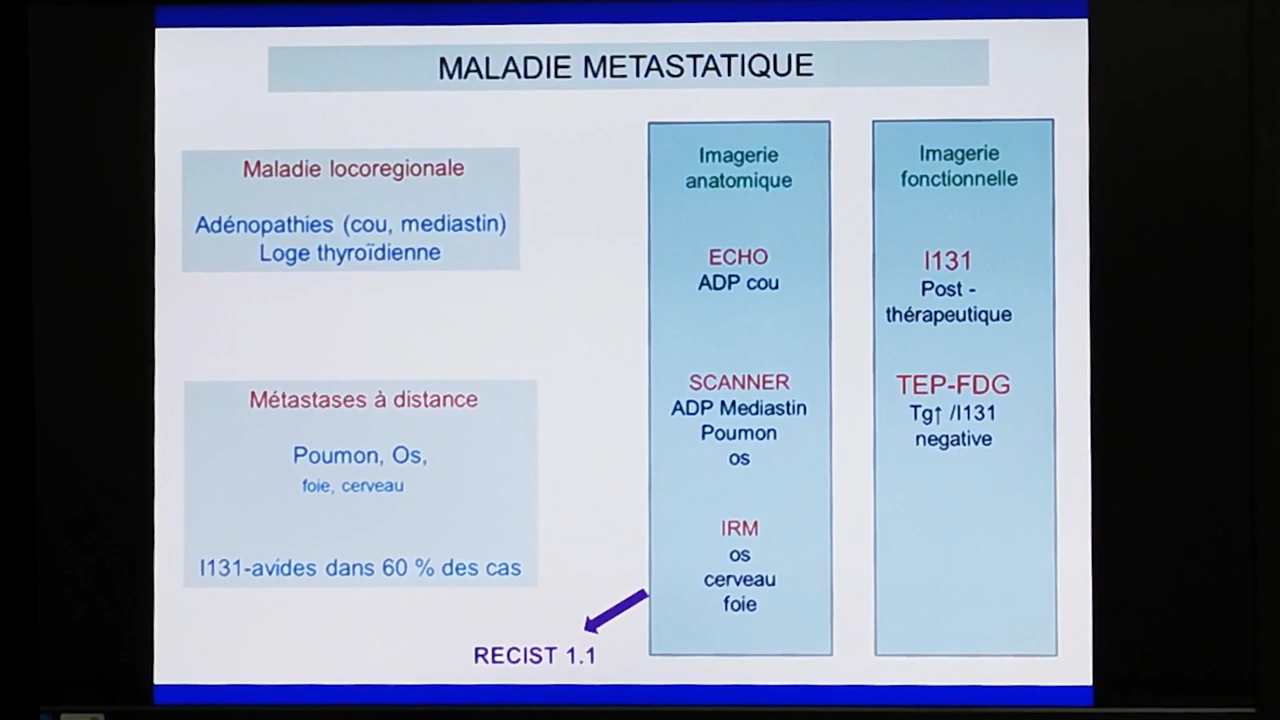 MALADIE METASTATIQUE
Maladie locoregionale
Adénopathies (cou, mediastin)
Loge thyroïdienne
Métastases à distance
Poumon, Os,
foie, cerveau
I131-avides dans 60 % des cas
Imagerie
anatomique
ECHO
ADP cou
SCANNER
ADP Mediastin
Poumon
os
IRM
os
cerveau
foie
RECIST 1.1
Imagerie
fonctionnelle
I131
Post -
thérapeutique
TEP-FDG
Tg↑ /I131
negative